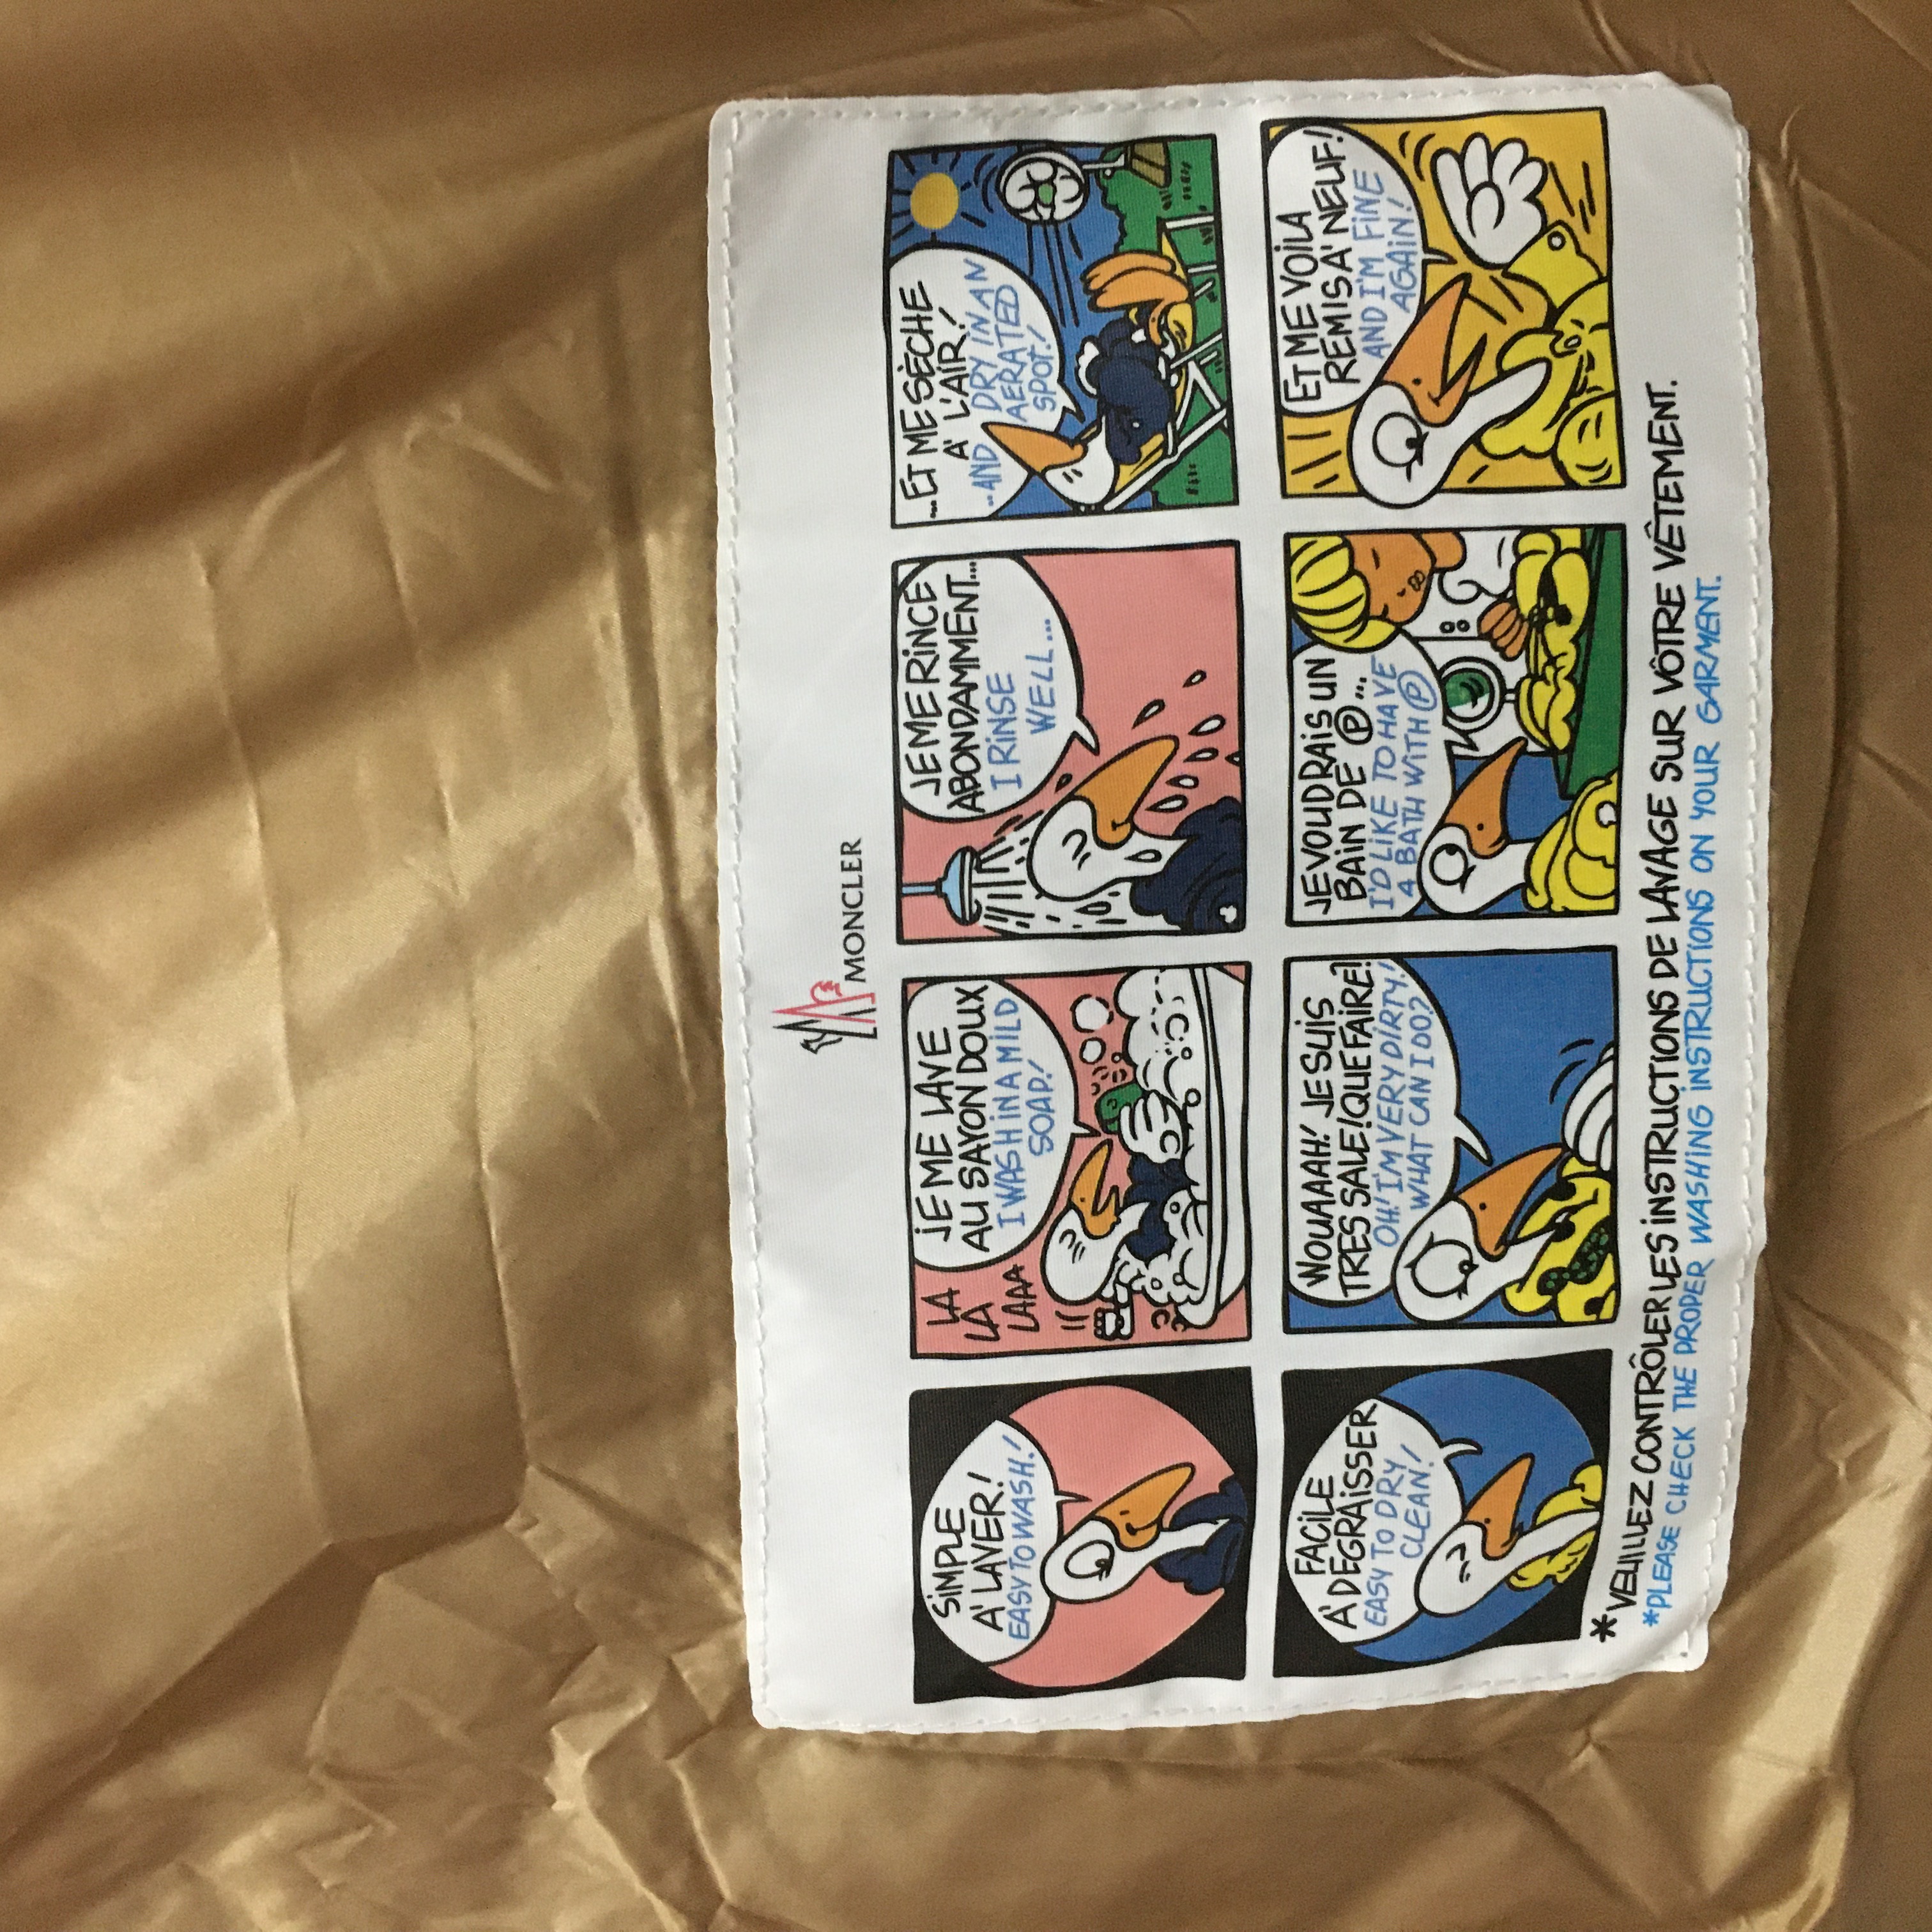 MONCLER
SIMPLE
A' LAVER!
EASY TO WASH!
JE ME LAVE
AU SAVON DOUX
I WASH IN A MILD
SOAP!
LA
LA
LAAA
JE ME RINCE
ABONDAMMENT...
I RINSE
WELL...
...ET ME SÈCHE
A' L'AIR!
..AND DRY IN AN
AERATED
SPOT!
FACILE
A' DEGRAISSER
EASY TO DRY
CLEAN!
WOUAAAH! JE SUIS
TRES SALE! QUE FAIRE?
OH! I'M VERY DIRTY!
WHAT CAN I DO?
JE VOUDRAIS UN
BAIN DE Ⓟ...
I'D LIKE TO HAVE
A BATH WITH Ⓟ
ET ME VOILA
REMIS A' NEUF!
AND I'M FINE
AGAIN!
*VEUILLEZ CONTRÔLER LES INSTRUCTIONS DE LAVAGE SUR VÔTRE VÊTEMENT.
*PLEASE CHECK THE PROPER WASHING INSTRUCTIONS ON YOUR GARMENT.